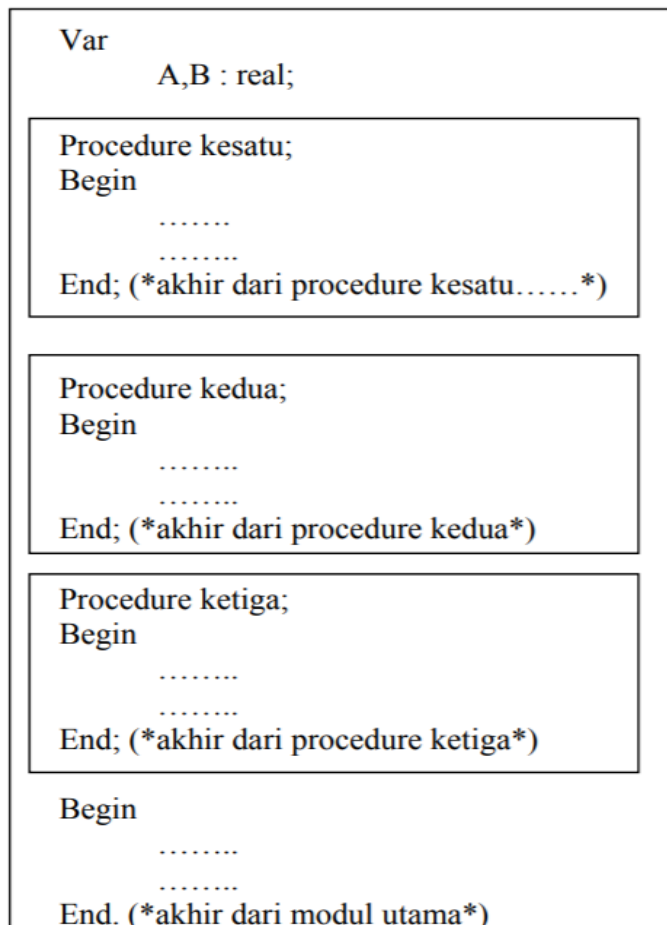 Var
A,B : real;
Procedure kesatu;
Begin
…….
……..
End; (*akhir dari procedure kesatu……*)
Procedure kedua;
Begin
……..
……..
End; (*akhir dari procedure kedua*)
Procedure ketiga;
Begin
……..
……..
End; (*akhir dari procedure ketiga*)
Begin
……..
……..
End. (*akhir dari modul utama*)